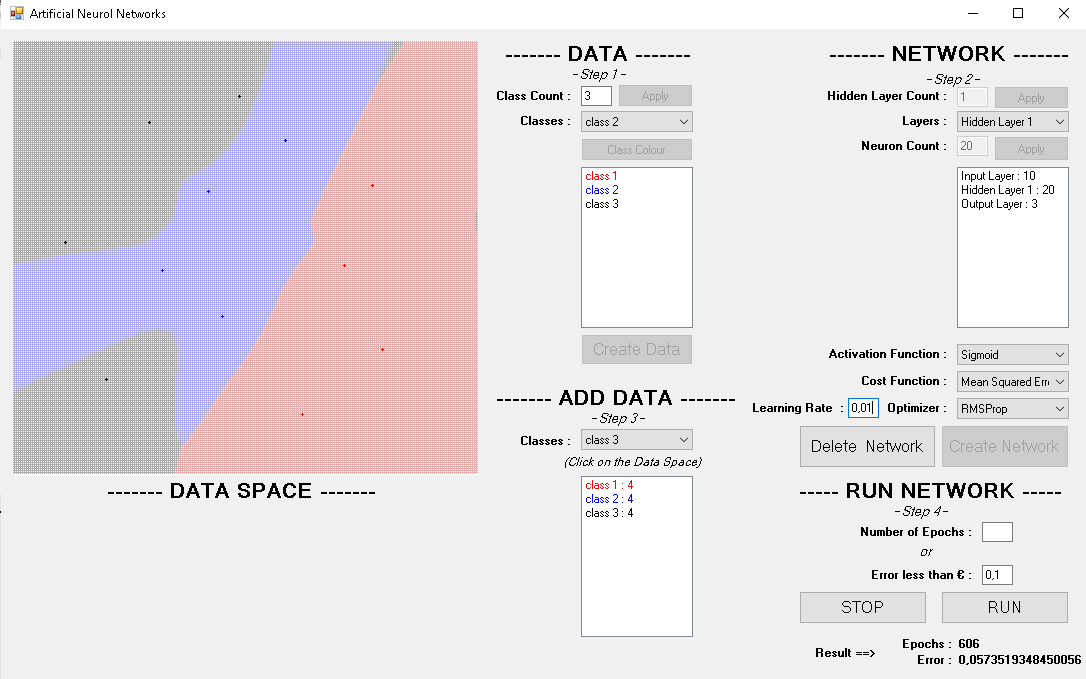 Artificial Neurol Networks
------- DATA -------
-Step 1-
Class Count : 3 Apply
Classes : class 2
Class Colour
class 1
class 2
class 3
Create Data
------- ADD DATA -------
-Step 3-
Classes : class 3
(Click on the Data Space)
class 1 : 4
class 2 : 4
class 3 : 4
------- DATA SPACE -------
------- NETWORK -------
-Step 2-
Hidden Layer Count : 1 Apply
Layers : Hidden Layer 1
Neuron Count : 20 Apply
Input Layer : 10
Hidden Layer 1 : 20
Output Layer : 3
Activation Function : Sigmoid
Cost Function : Mean Squared Erro
Learning Rate : 0,01 Optimizer : RMSProp
Delete Network Create Network
----- RUN NETWORK -----
-Step 4-
Number of Epochs :
or
Error less than € : 0,1
STOP RUN
Result ==> Epochs : 606
Error : 0,0573519348450056